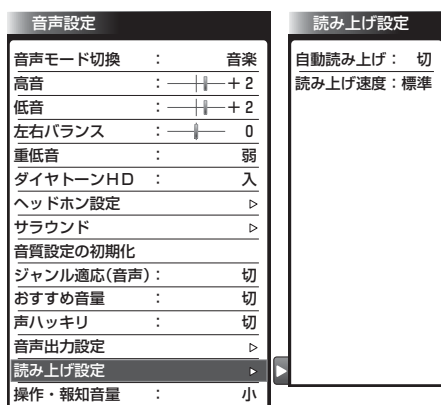 音声設定
音声モード切換 : 音楽
高音 : +2
低音 : +2
左右バランス : 0
重低音 : 弱
ダイヤトーンHD : 入
ヘッドホン設定
サラウンド
音質設定の初期化
ジャンル適応(音声): 切
おすすめ音量 : 切
声ハッキリ : 切
音声出力設定
読み上げ設定
操作・報知音量 : 小
読み上げ設定
自動読み上げ: 切
読み上げ速度:標準